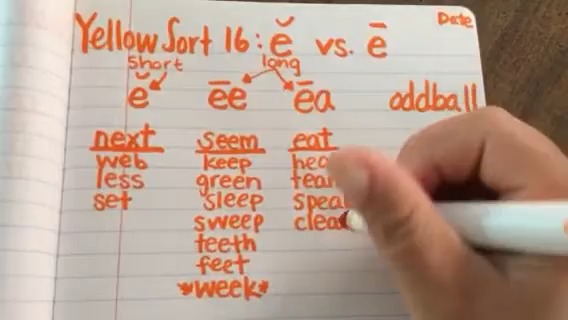 Date
Yellow Sort 16: ĕ vs. ē
short long
ĕ ēē ēa oddball
next seem eat
web keep
less green
set sleep
sweep
teeth
feet
*week*